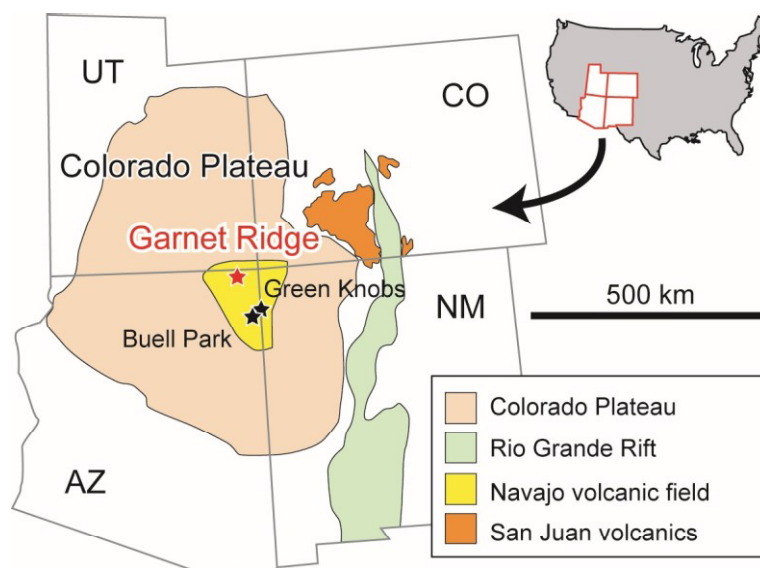 UT
CO
Colorado Plateau
Garnet Ridge
Green Knobs
500 km
NM
Buell Park
AZ
Colorado Plateau
Rio Grande Rift
Navajo volcanic field
San Juan volcanics